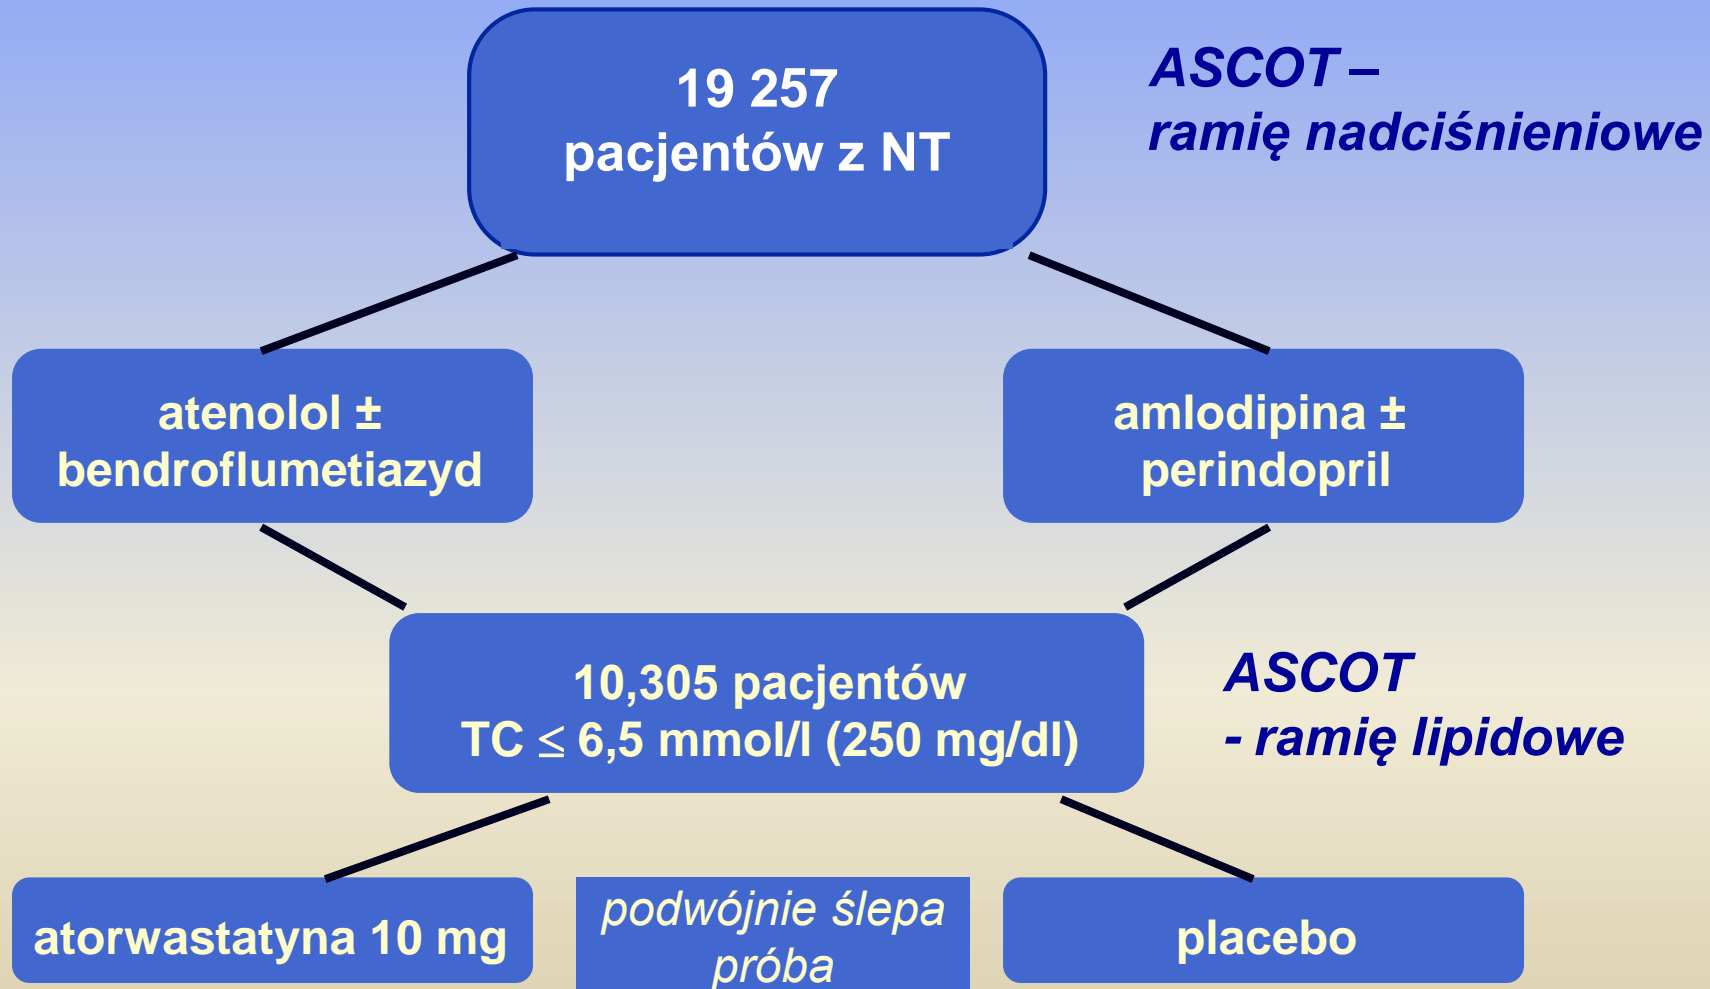 19 257
pacjentów z NT
ASCOT –
ramię nadciśnieniowe
atenolol ±
bendroflumetiazyd
amlodipina ±
perindopril
10,305 pacjentów
TC ≤ 6,5 mmol/l (250 mg/dl)
ASCOT
- ramię lipidowe
atorwastatyna 10 mg
podwójnie ślepa
próba
placebo